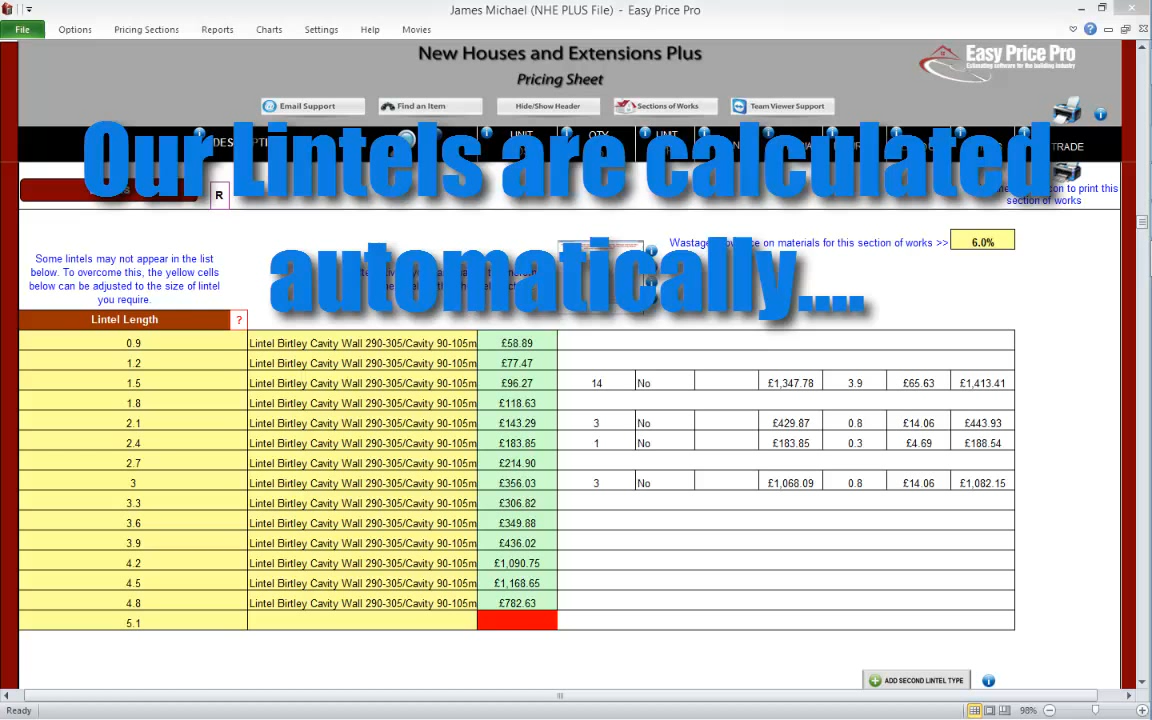 James Michael (NHE PLUS File) - Easy Price Pro
File Options Pricing Sections Reports Charts Settings Help Movies
New Houses and Extensions Plus
Pricing Sheet
Easy Price Pro
Estimating software for the building industry
Email Support Find an Item Hide/Show Header Sections of Works Team Viewer Support
UNIT QTY UNIT TRADE
Our Lintels are calculated
R
icon to print this
section of works
automatically....
Wastage on materials for this section of works >> 6.0%
Some lintels may not appear in the list
below. To overcome this, the yellow cells
below can be adjusted to the size of lintel
you require.
Lintel Length ?
0.9 Lintel Birtley Cavity Wall 290-305/Cavity 90-105m £58.89
1.2 Lintel Birtley Cavity Wall 290-305/Cavity 90-105m £77.47
1.5 Lintel Birtley Cavity Wall 290-305/Cavity 90-105m £96.27 14 No £1,347.78 3.9 £65.63 £1,413.41
1.8 Lintel Birtley Cavity Wall 290-305/Cavity 90-105m £118.63
2.1 Lintel Birtley Cavity Wall 290-305/Cavity 90-105m £143.29 3 No £429.87 0.8 £14.06 £443.93
2.4 Lintel Birtley Cavity Wall 290-305/Cavity 90-105m £183.85 1 No £183.85 0.3 £4.69 £188.54
2.7 Lintel Birtley Cavity Wall 290-305/Cavity 90-105m £214.90
3 Lintel Birtley Cavity Wall 290-305/Cavity 90-105m £356.03 3 No £1,068.09 0.8 £14.06 £1,082.15
3.3 Lintel Birtley Cavity Wall 290-305/Cavity 90-105m £306.82
3.6 Lintel Birtley Cavity Wall 290-305/Cavity 90-105m £349.88
3.9 Lintel Birtley Cavity Wall 290-305/Cavity 90-105m £436.02
4.2 Lintel Birtley Cavity Wall 290-305/Cavity 90-105m £1,090.75
4.5 Lintel Birtley Cavity Wall 290-305/Cavity 90-105m £1,168.65
4.8 Lintel Birtley Cavity Wall 290-305/Cavity 90-105m £782.63
5.1
ADD SECOND LINTEL TYPE
Ready 98%